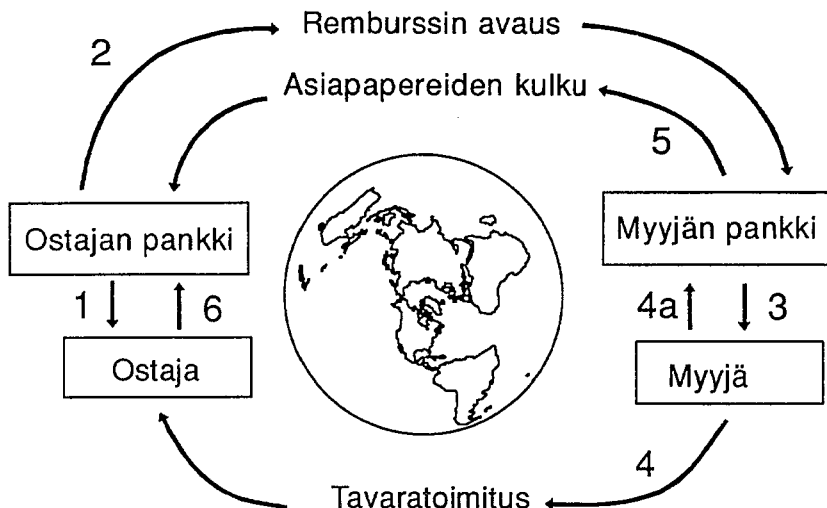 Remburssin avaus
2
Asiapapereiden kulku
5
Ostajan pankki
Myyjän pankki
1
6
4a
3
Ostaja
Myyjä
4
Tavaratoimitus